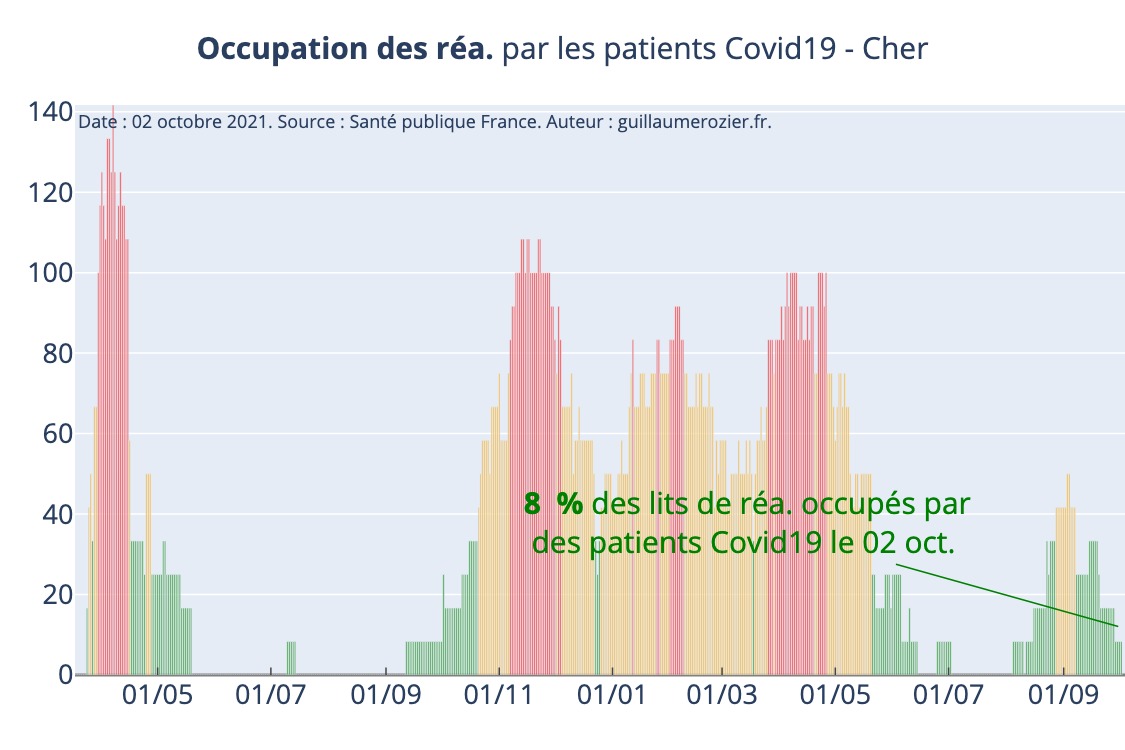 Occupation des réa. par les patients Covid19 - Cher
Date : 02 octobre 2021. Source : Santé publique France. Auteur : guillaumerozier.fr.
140
120
100
80
60
40
20
0
8 % des lits de réa. occupés par
des patients Covid19 le 02 oct.
01/05 01/07 01/09 01/11 01/01 01/03 01/05 01/07 01/09